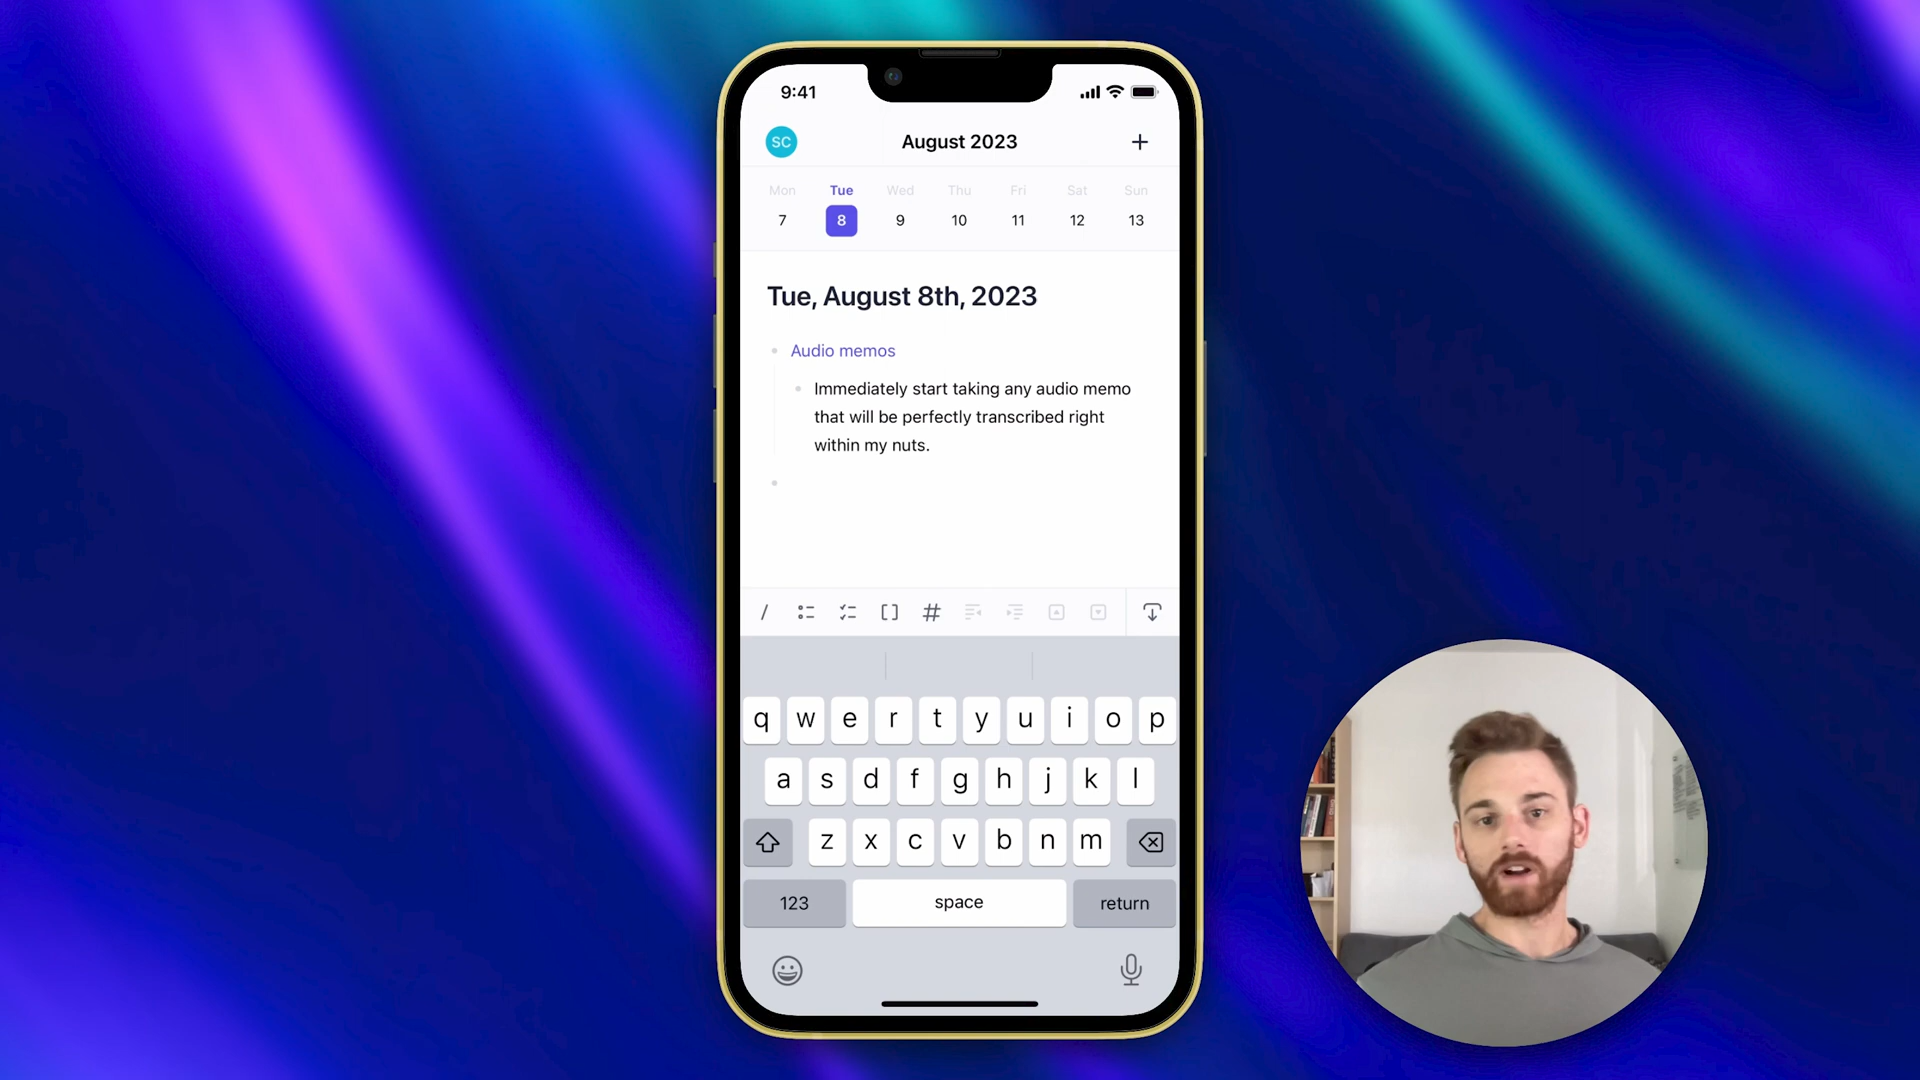 9:41
SC
August 2023
+
Mon Tue Wed Thu Fri Sat Sun
7 8 9 10 11 12 13
Tue, August 8th, 2023
Audio memos
Immediately start taking any audio memo
that will be perfectly transcribed right
within my nuts.
/ [] #
q w e r t y u i o p
a s d f g h j k l
z x c v b n m
123 space return